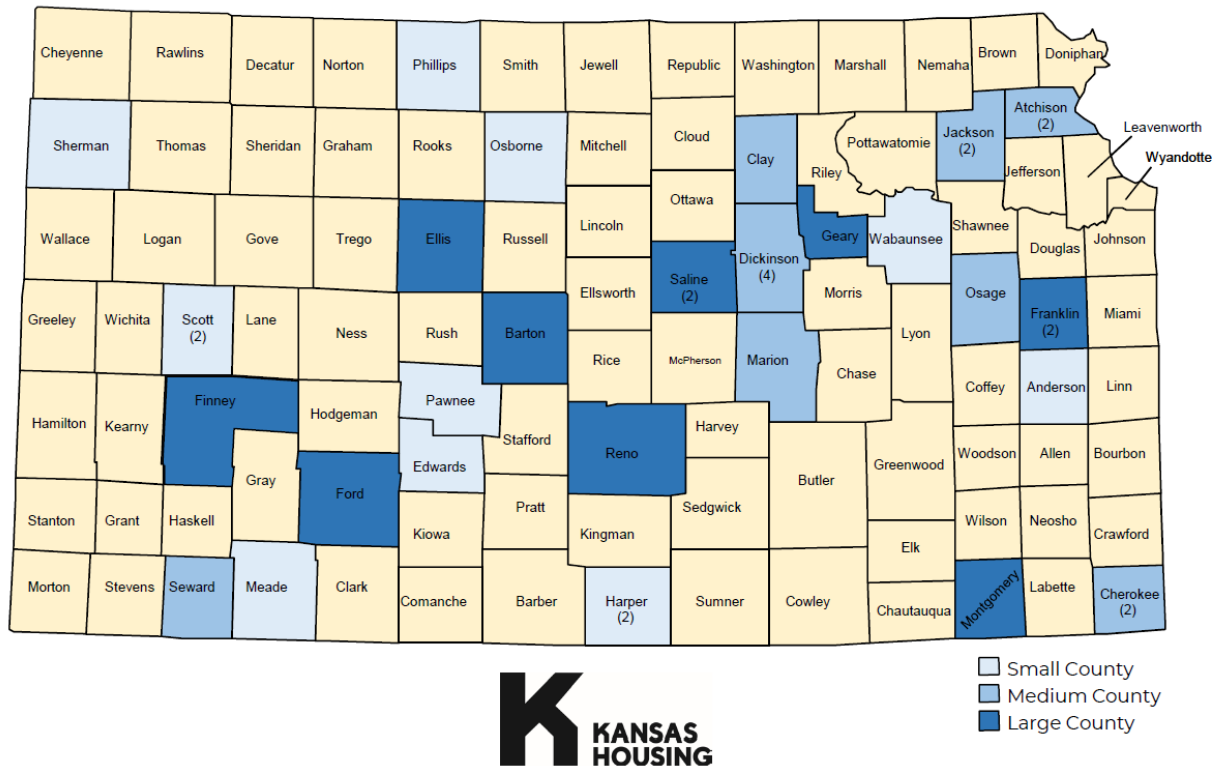 Cheyenne
Rawlins
Decatur
Norton
Phillips
Smith
Jewell
Republic
Washington
Marshall
Nemaha
Brown
Doniphan
Sherman
Thomas
Sheridan
Graham
Rooks
Osborne
Mitchell
Cloud
Clay
Riley
Pottawatomie
Jackson
(2)
Atchison
(2)
Jefferson
Leavenworth
Wyandotte
Wallace
Logan
Gove
Trego
Ellis
Russell
Lincoln
Ottawa
Saline
(2)
Dickinson
(4)
Geary
Wabaunsee
Shawnee
Douglas
Johnson
Greeley
Wichita
Scott
(2)
Lane
Ness
Rush
Barton
Ellsworth
Rice
McPherson
Marion
Morris
Chase
Lyon
Osage
Franklin
(2)
Miami
Hamilton
Kearny
Finney
Hodgeman
Pawnee
Edwards
Stafford
Reno
Harvey
Sedgwick
Butler
Greenwood
Coffey
Anderson
Linn
Woodson
Allen
Bourbon
Stanton
Grant
Haskell
Gray
Ford
Kiowa
Pratt
Kingman
Elk
Wilson
Neosho
Crawford
Morton
Stevens
Seward
Meade
Clark
Comanche
Barber
Harper
(2)
Sumner
Cowley
Chautauqua
Montgomery
Labette
Cherokee
(2)
Small County
Medium County
Large County
K
KANSAS
HOUSING